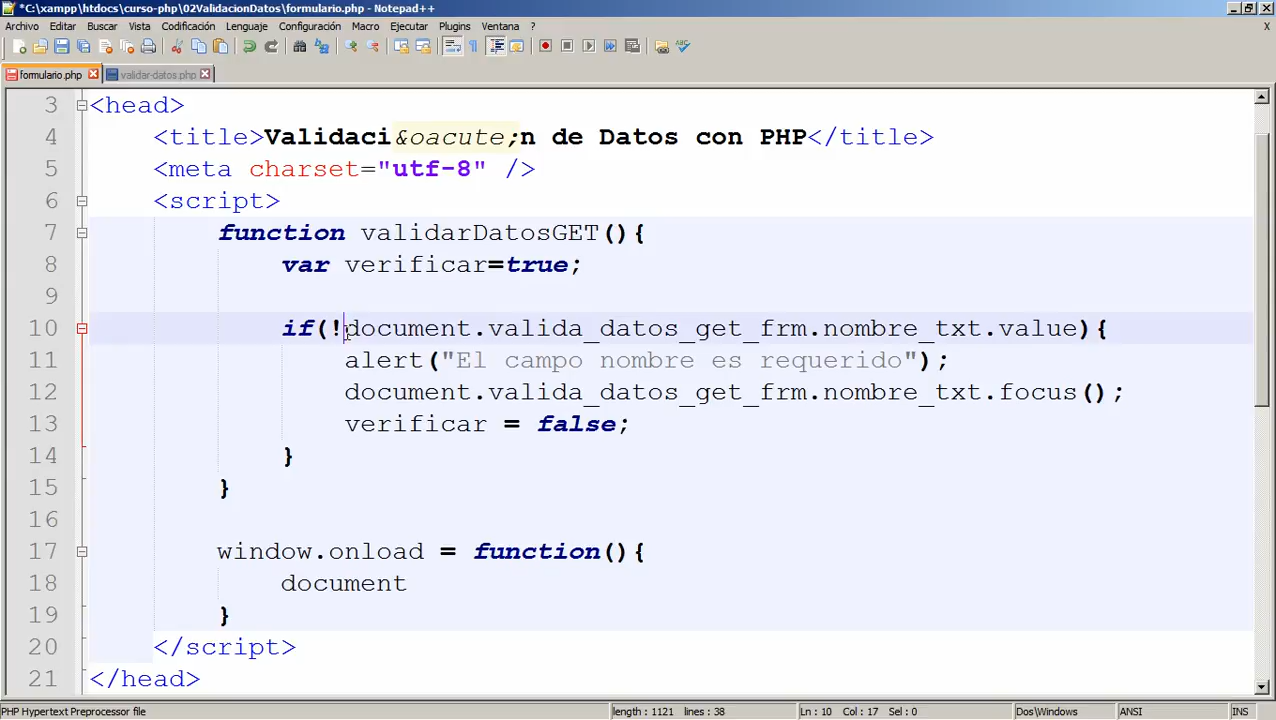 *C:\xampp\htdocs\curso-php\02ValidacionDatos\formulario.php - Notepad++
Archivo Editar Buscar Vista Codificación Lenguaje Configuración Macro Ejecutar Plugins Ventana ? X
formulario.php validar-datos.php
3 <head>
4 <title>Validaci&oacute;n de Datos con PHP</title>
5 <meta charset="utf-8" />
6 <script>
7 function validarDatosGET(){
8 var verificar=true;
9
10 if(!document.valida_datos_get_frm.nombre_txt.value){
11 alert("El campo nombre es requerido");
12 document.valida_datos_get_frm.nombre_txt.focus();
13 verificar = false;
14 }
15 }
16
17 window.onload = function(){
18 document
19 }
20 </script>
21 </head>
PHP Hypertext Preprocessor file length : 1121 lines : 38 Ln : 10 Col : 17 Sel : 0 Dos\Windows ANSI INS